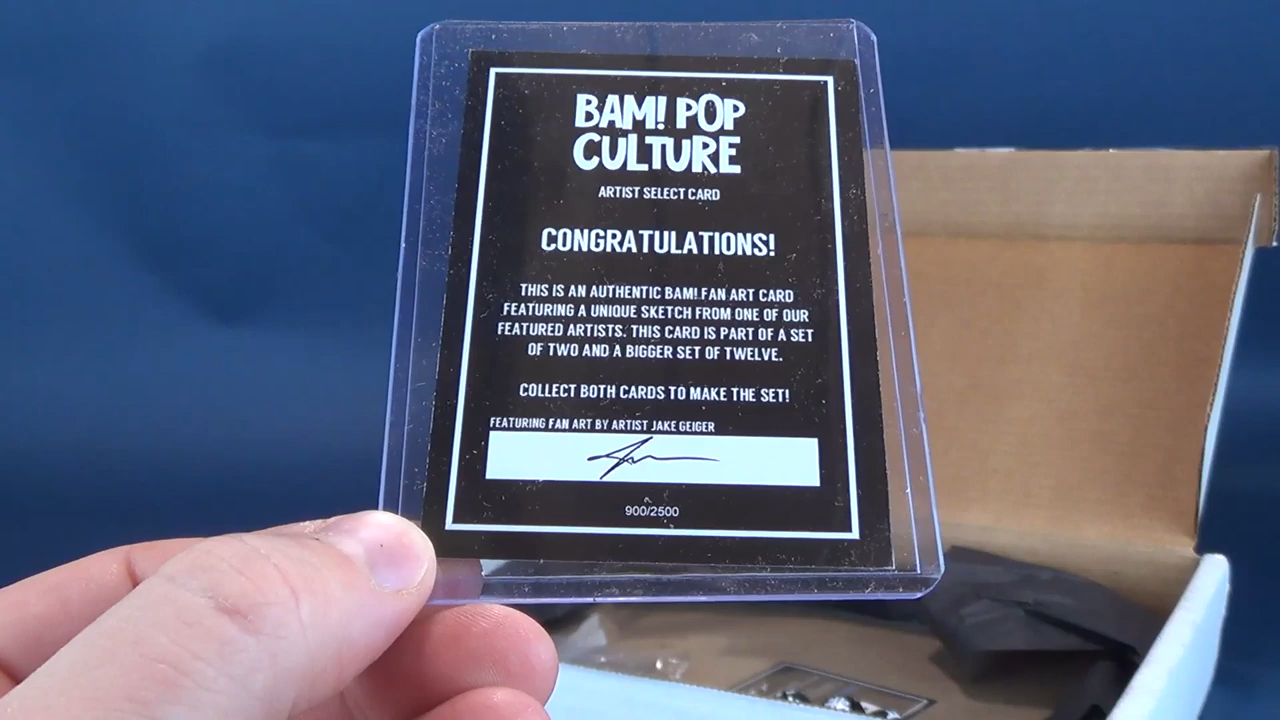 BAM! POP
CULTURE
ARTIST SELECT CARD
CONGRATULATIONS!
THIS IS AN AUTHENTIC BAM! FAN ART CARD
FEATURING A UNIQUE SKETCH FROM ONE OF OUR
FEATURED ARTISTS. THIS CARD IS PART OF A SET
OF TWO AND A BIGGER SET OF TWELVE.
COLLECT BOTH CARDS TO MAKE THE SET!
FEATURING FAN ART BY ARTIST JAKE GEIGER
900/2500